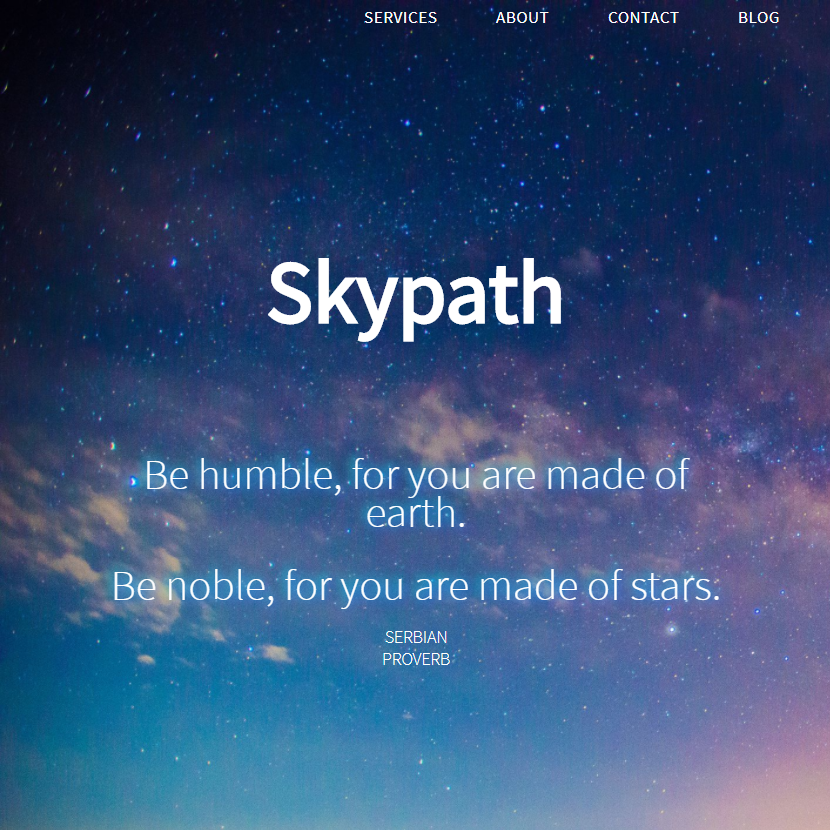 SERVICES ABOUT CONTACT BLOG
Skypath
Be humble, for you are made of
earth.
Be noble, for you are made of stars.
SERBIAN
PROVERB